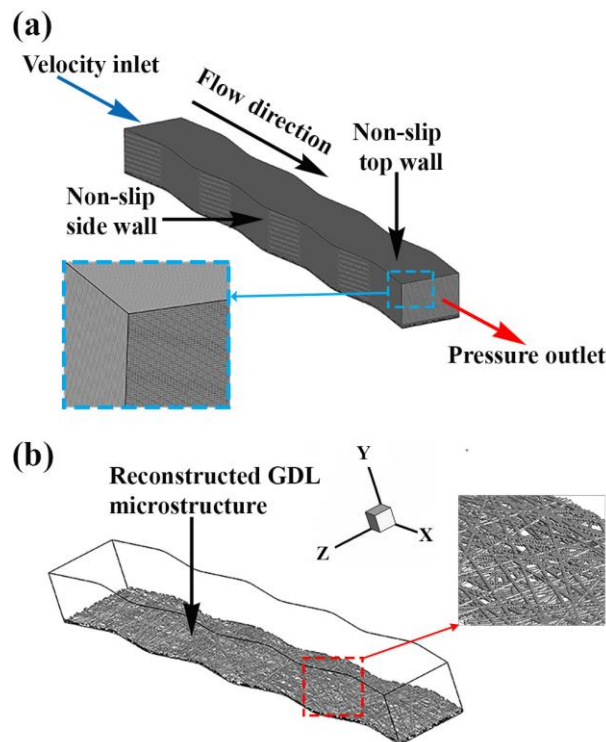 (a)
Velocity inlet
Flow direction
Non-slip
top wall
Non-slip
side wall
Pressure outlet
(b)
Reconstructed GDL
microstructure
Y
Z
X